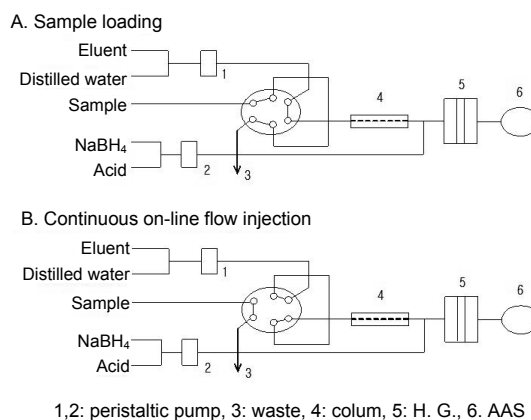 A. Sample loading
Eluent
Distilled water
Sample
NaBH₄
Acid
1
2
3
4
5
6
B. Continuous on-line flow injection
Eluent
Distilled water
Sample
NaBH₄
Acid
1
2
3
4
5
6
1,2: peristaltic pump, 3: waste, 4: colum, 5: H. G., 6. AAS